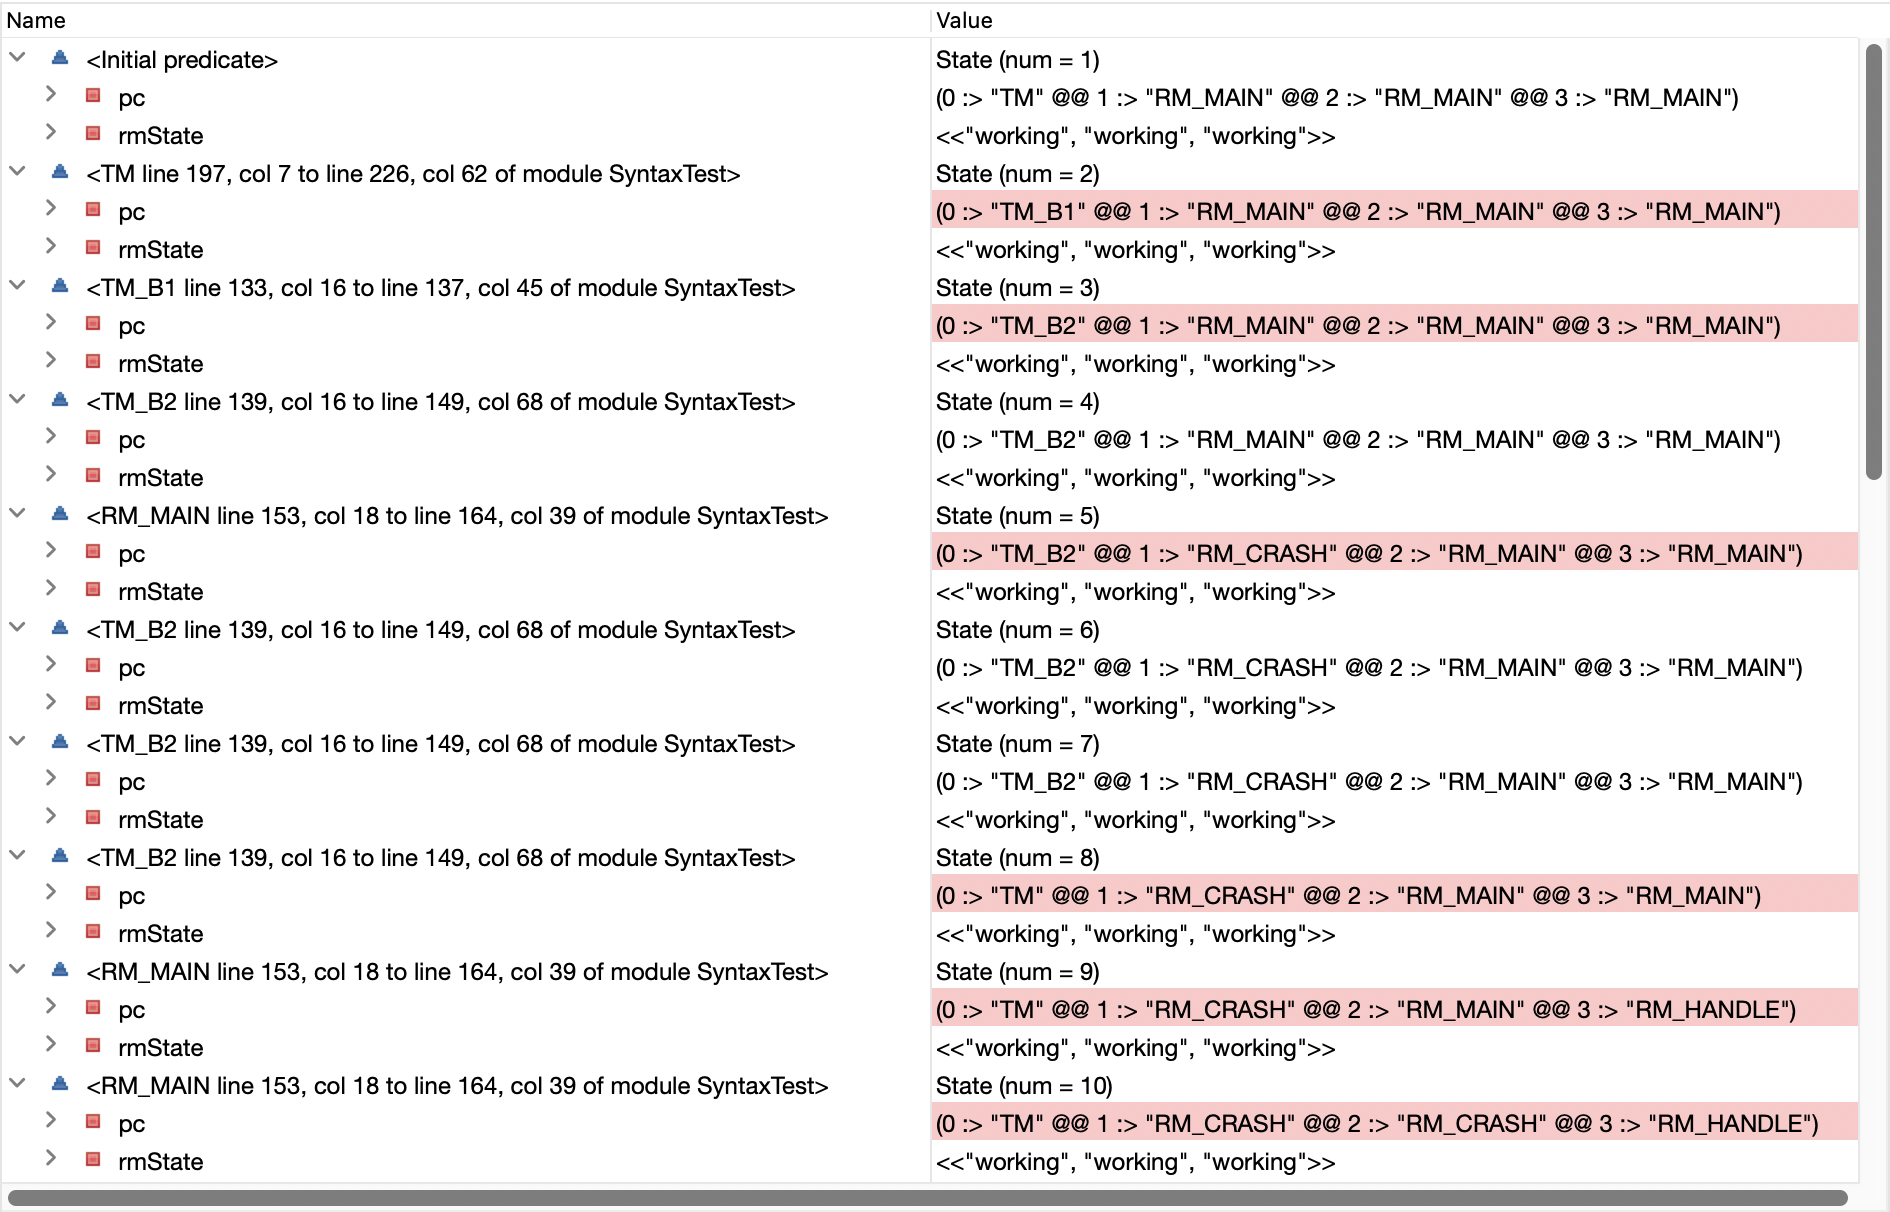 Name Value
<Initial predicate> State (num = 1)
pc (0 :> "TM" @@ 1 :> "RM_MAIN" @@ 2 :> "RM_MAIN" @@ 3 :> "RM_MAIN")
rmState <<"working", "working", "working">>
<TM line 197, col 7 to line 226, col 62 of module SyntaxTest> State (num = 2)
pc (0 :> "TM_B1" @@ 1 :> "RM_MAIN" @@ 2 :> "RM_MAIN" @@ 3 :> "RM_MAIN")
rmState <<"working", "working", "working">>
<TM_B1 line 133, col 16 to line 137, col 45 of module SyntaxTest> State (num = 3)
pc (0 :> "TM_B2" @@ 1 :> "RM_MAIN" @@ 2 :> "RM_MAIN" @@ 3 :> "RM_MAIN")
rmState <<"working", "working", "working">>
<TM_B2 line 139, col 16 to line 149, col 68 of module SyntaxTest> State (num = 4)
pc (0 :> "TM_B2" @@ 1 :> "RM_MAIN" @@ 2 :> "RM_MAIN" @@ 3 :> "RM_MAIN")
rmState <<"working", "working", "working">>
<RM_MAIN line 153, col 18 to line 164, col 39 of module SyntaxTest> State (num = 5)
pc (0 :> "TM_B2" @@ 1 :> "RM_CRASH" @@ 2 :> "RM_MAIN" @@ 3 :> "RM_MAIN")
rmState <<"working", "working", "working">>
<TM_B2 line 139, col 16 to line 149, col 68 of module SyntaxTest> State (num = 6)
pc (0 :> "TM_B2" @@ 1 :> "RM_CRASH" @@ 2 :> "RM_MAIN" @@ 3 :> "RM_MAIN")
rmState <<"working", "working", "working">>
<TM_B2 line 139, col 16 to line 149, col 68 of module SyntaxTest> State (num = 7)
pc (0 :> "TM_B2" @@ 1 :> "RM_CRASH" @@ 2 :> "RM_MAIN" @@ 3 :> "RM_MAIN")
rmState <<"working", "working", "working">>
<TM_B2 line 139, col 16 to line 149, col 68 of module SyntaxTest> State (num = 8)
pc (0 :> "TM" @@ 1 :> "RM_CRASH" @@ 2 :> "RM_MAIN" @@ 3 :> "RM_MAIN")
rmState <<"working", "working", "working">>
<RM_MAIN line 153, col 18 to line 164, col 39 of module SyntaxTest> State (num = 9)
pc (0 :> "TM" @@ 1 :> "RM_CRASH" @@ 2 :> "RM_MAIN" @@ 3 :> "RM_HANDLE")
rmState <<"working", "working", "working">>
<RM_MAIN line 153, col 18 to line 164, col 39 of module SyntaxTest> State (num = 10)
pc (0 :> "TM" @@ 1 :> "RM_CRASH" @@ 2 :> "RM_CRASH" @@ 3 :> "RM_HANDLE")
rmState <<"working", "working", "working">>